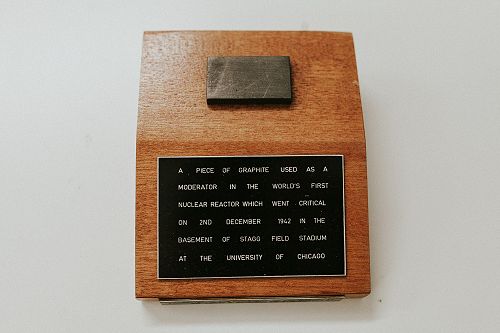 A PIECE OF GRAPHITE USED AS A
MODERATOR IN THE WORLD'S FIRST
NUCLEAR REACTOR WHICH WENT CRITICAL
ON 2ND DECEMBER 1942 IN THE
BASEMENT OF STAGG FIELD STADIUM
AT THE UNIVERSITY OF CHICAGO